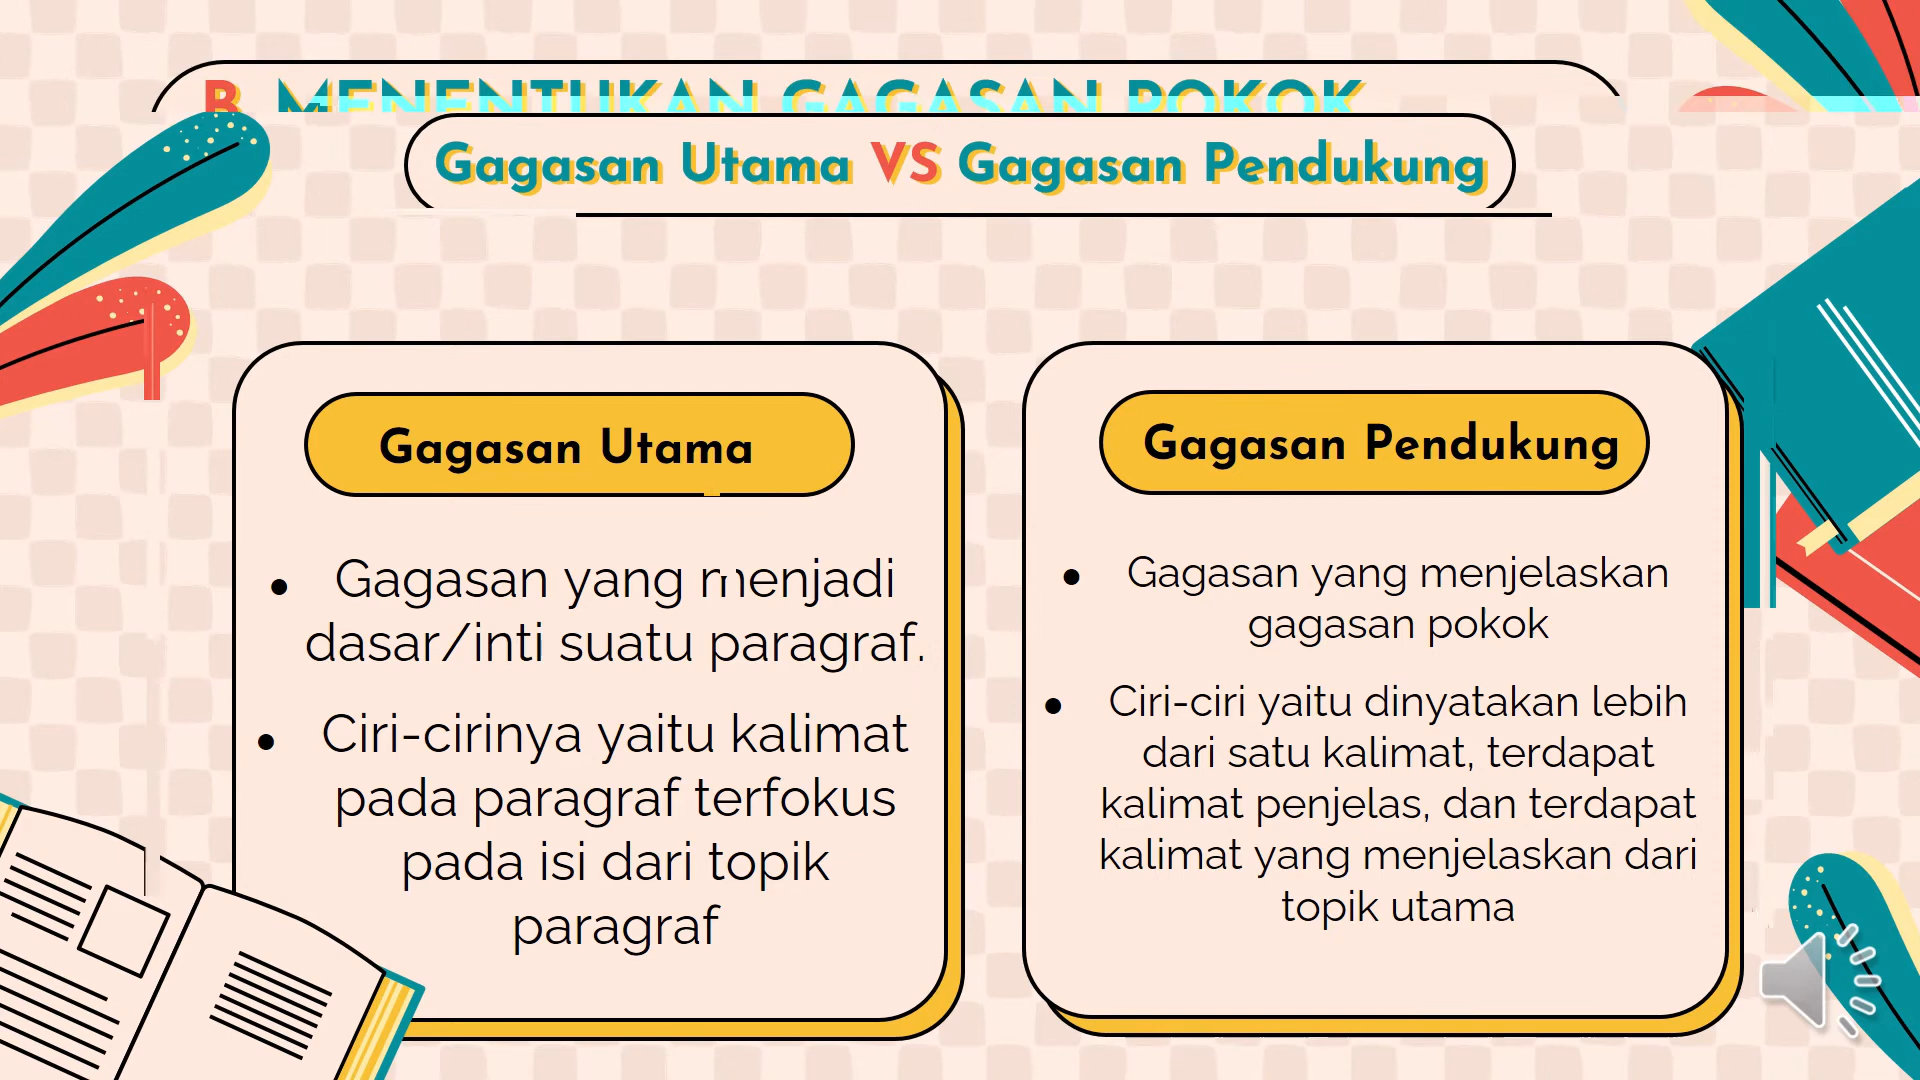 B. MENENTUKAN GAGASAN POKOK
Gagasan Utama VS Gagasan Pendukung
Gagasan Utama
• Gagasan yang menjadi
dasar/inti suatu paragraf.
• Ciri-cirinya yaitu kalimat
pada paragraf terfokus
pada isi dari topik
paragraf
Gagasan Pendukung
• Gagasan yang menjelaskan
gagasan pokok
• Ciri-ciri yaitu dinyatakan lebih
dari satu kalimat, terdapat
kalimat penjelas, dan terdapat
kalimat yang menjelaskan dari
topik utama